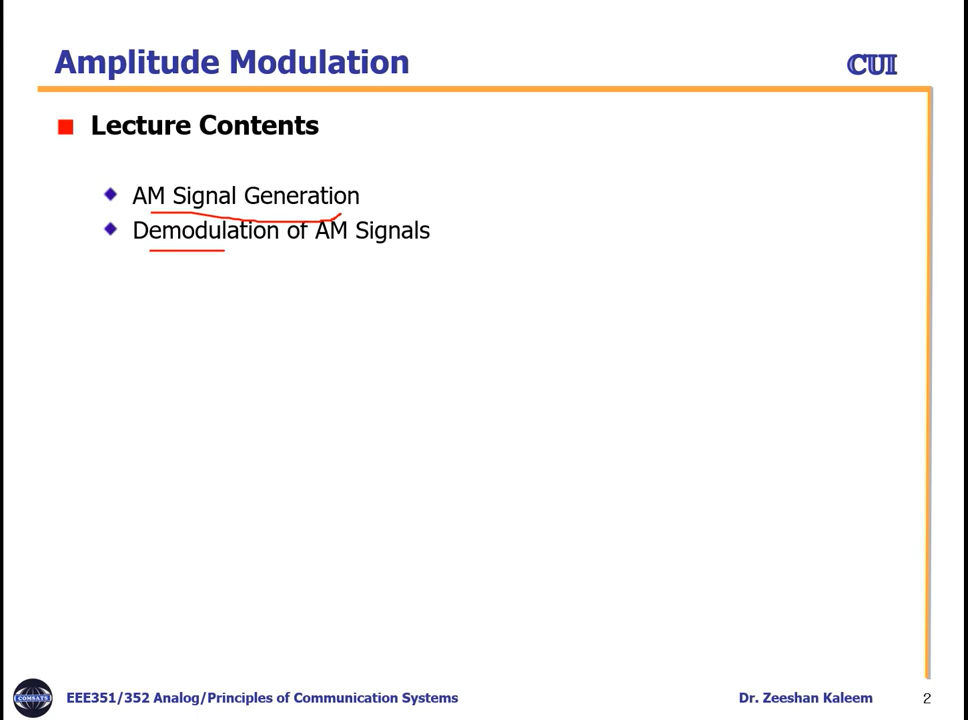 Amplitude Modulation
CUI
Lecture Contents
AM Signal Generation
Demodulation of AM Signals
COMSATS
EEE351/352 Analog/Principles of Communication Systems
Dr. Zeeshan Kaleem
2